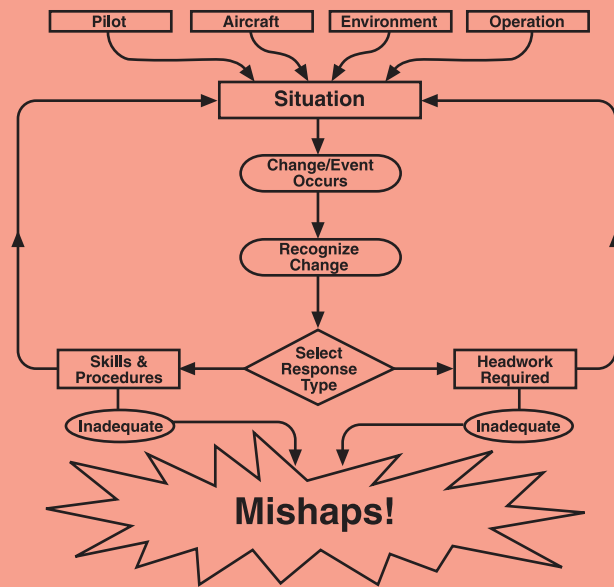 Pilot
Aircraft
Environment
Operation
Situation
Change/Event
Occurs
Recognize
Change
Select
Response
Type
Skills &
Procedures
Headwork
Required
Inadequate
Inadequate
Mishaps!